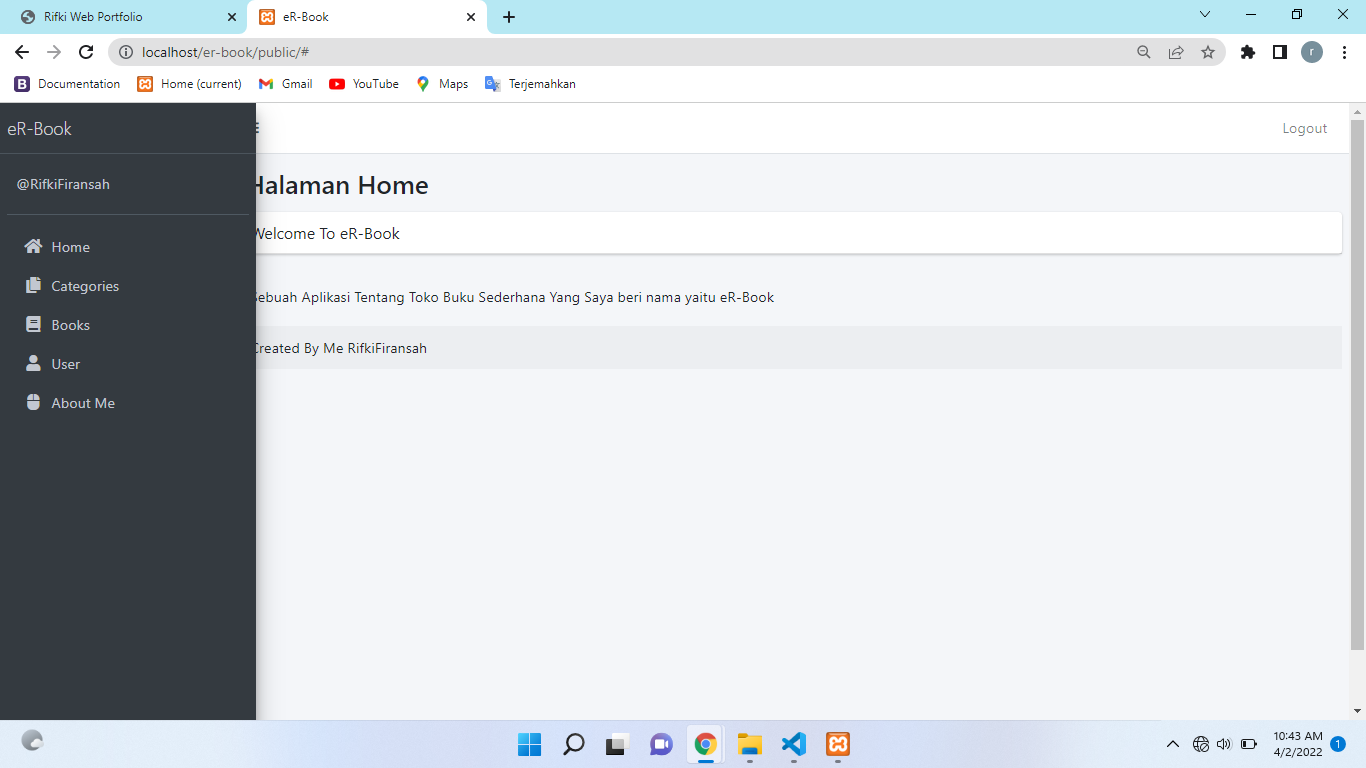 Rifki Web Portfolio
eR-Book
localhost/er-book/public/#
r
B Documentation
Home (current)
Gmail
YouTube
Maps
Terjemahkan
eR-Book
Logout
@RifkiFiransah
Home
Categories
Books
User
About Me
Halaman Home
Welcome To eR-Book
Sebuah Aplikasi Tentang Toko Buku Sederhana Yang Saya beri nama yaitu eR-Book
Created By Me RifkiFiransah
10:43 AM
4/2/2022
1